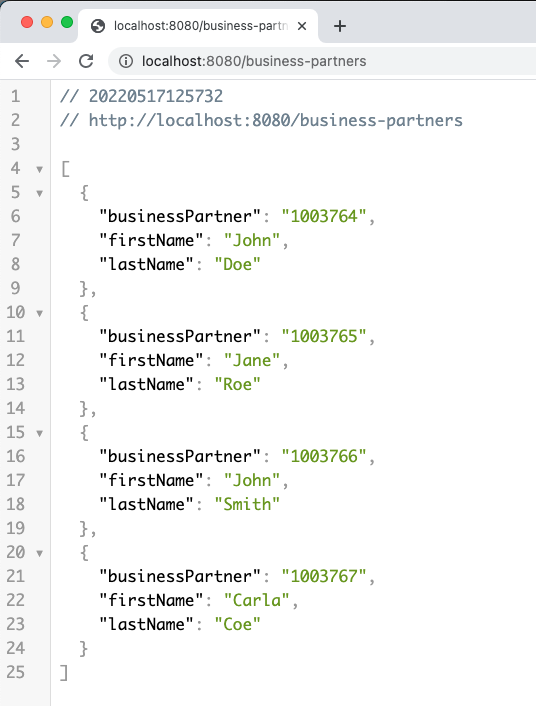 localhost:8080/business-partn
localhost:8080/business-partners
1 // 20220517125732
2 // http://localhost:8080/business-partners
3
4 [
5 {
6 "businessPartner": "1003764",
7 "firstName": "John",
8 "lastName": "Doe"
9 },
10 {
11 "businessPartner": "1003765",
12 "firstName": "Jane",
13 "lastName": "Roe"
14 },
15 {
16 "businessPartner": "1003766",
17 "firstName": "John",
18 "lastName": "Smith"
19 },
20 {
21 "businessPartner": "1003767",
22 "firstName": "Carla",
23 "lastName": "Coe"
24 }
25 ]